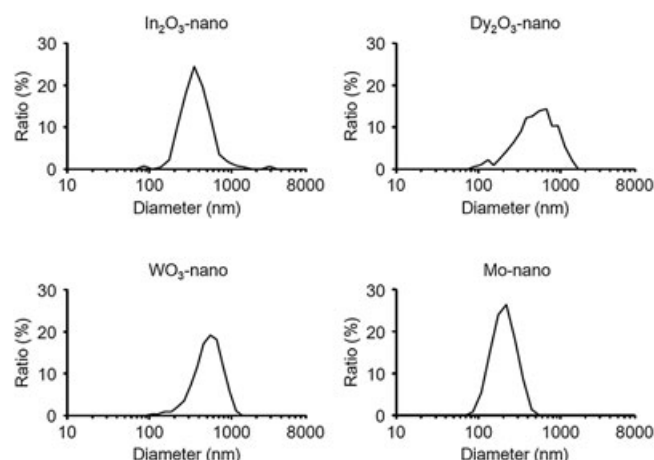 In₂O₃-nano
30
20
10
0
Ratio (%)
10 100 1000 8000
Diameter (nm)
Dy₂O₃-nano
30
20
10
0
Ratio (%)
10 100 1000 8000
Diameter (nm)
WO₃-nano
30
20
10
0
Ratio (%)
10 100 1000 8000
Diameter (nm)
Mo-nano
30
20
10
0
Ratio (%)
10 100 1000 8000
Diameter (nm)